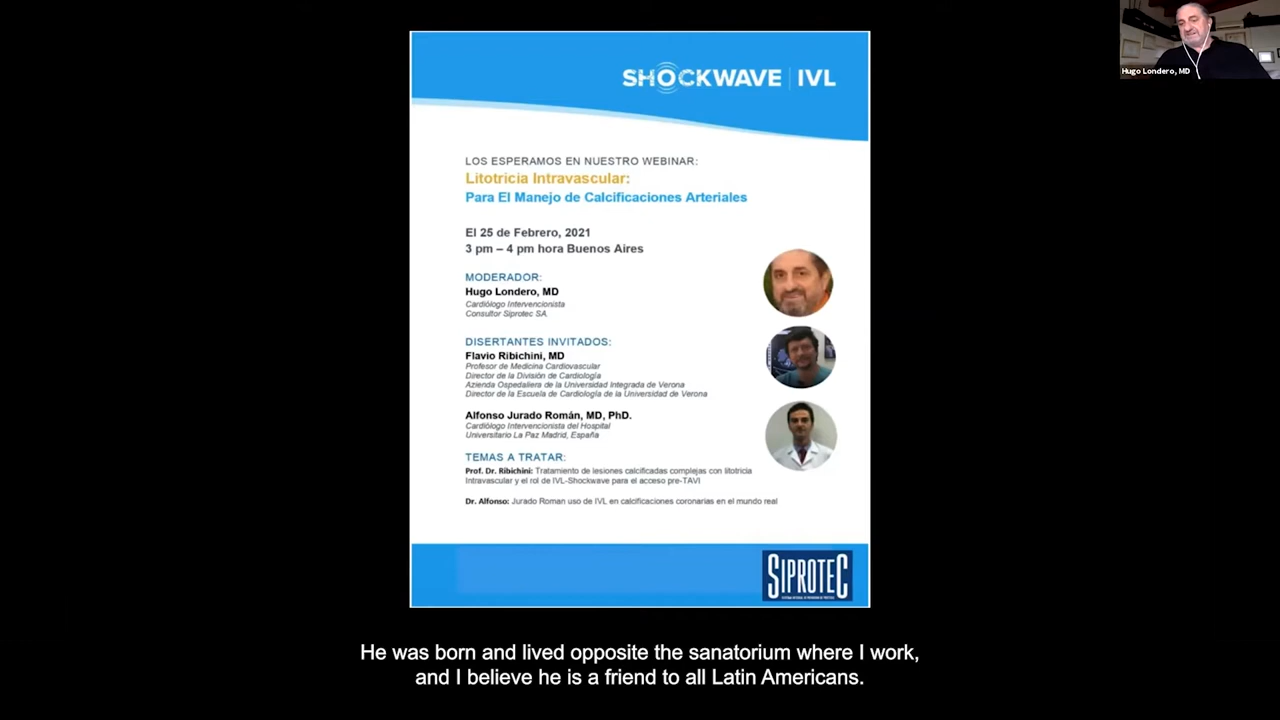 Hugo Londero, MD
SHOCKWAVE | IVL
LOS ESPERAMOS EN NUESTRO WEBINAR:
Litotricia Intravascular:
Para El Manejo de Calcificaciones Arteriales
El 25 de Febrero, 2021
3 pm – 4 pm hora Buenos Aires
MODERADOR:
Hugo Londero, MD
Cardiólogo Intervencionista
Consultor Siprotec SA.
DISERTANTES INVITADOS:
Flavio Ribichini, MD
Profesor de Medicina Cardiovascular
Director de la División de Cardiología
Azienda Ospedaliera de la Universidad Integrada de Verona
Director de la Escuela de Cardiología de la Universidad de Verona
Alfonso Jurado Román, MD, PhD.
Cardiólogo Intervencionista del Hospital
Universitario La Paz Madrid, España
TEMAS A TRATAR:
Prof. Dr. Ribichini: Tratamiento de lesiones calcificadas complejas con litotricia
Intravascular y el rol de IVL-Shockwave para el acceso pre-TAVI
Dr. Alfonso: Jurado Roman uso de IVL en calcificaciones coronarias en el mundo real
SIPROTEC
He was born and lived opposite the sanatorium where I work,
and I believe he is a friend to all Latin Americans.